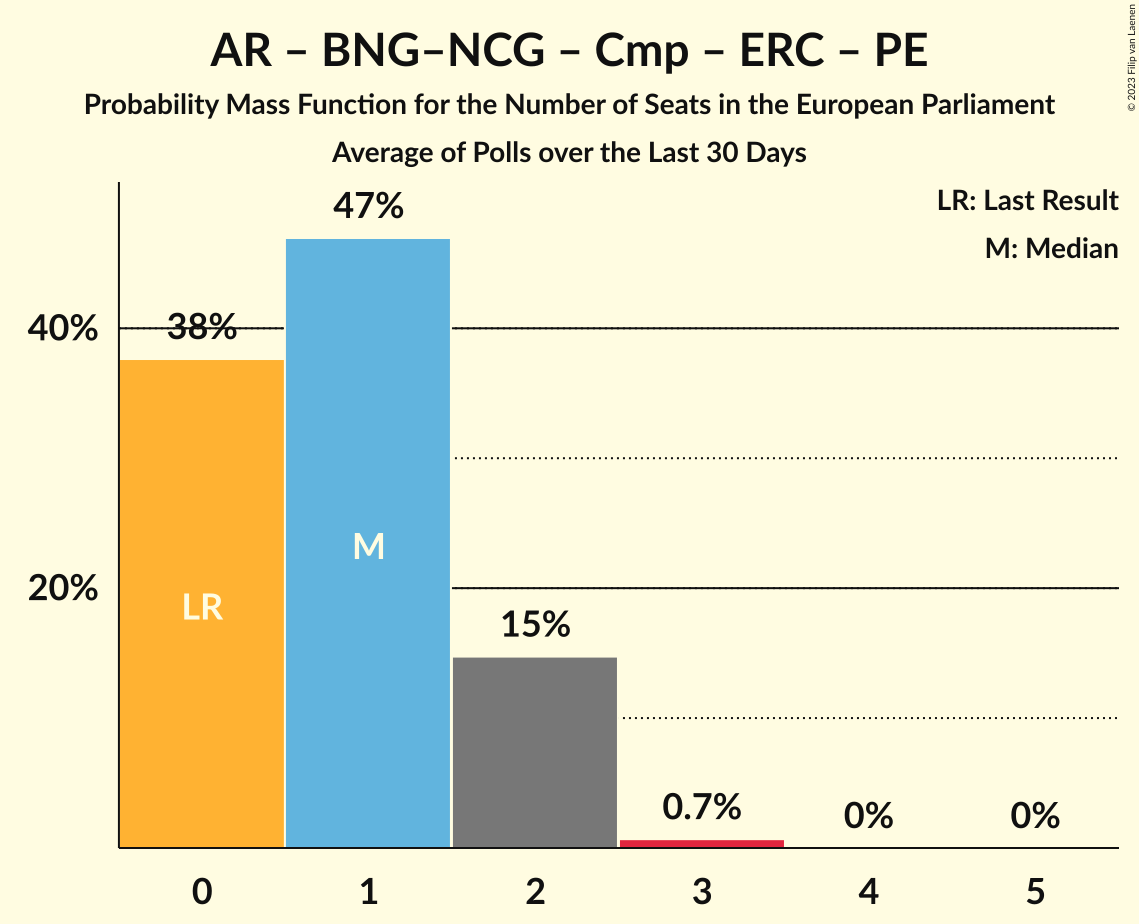 AR – BNG–NCG – Cmp – ERC – PE
Probability Mass Function for the Number of Seats in the European Parliament
Average of Polls over the Last 30 Days
© 2023 Filip van Laenen
LR: Last Result
M: Median
47%
40%
38%
M
20%
LR
15%
0.7%
0%
0%
0 1 2 3 4 5